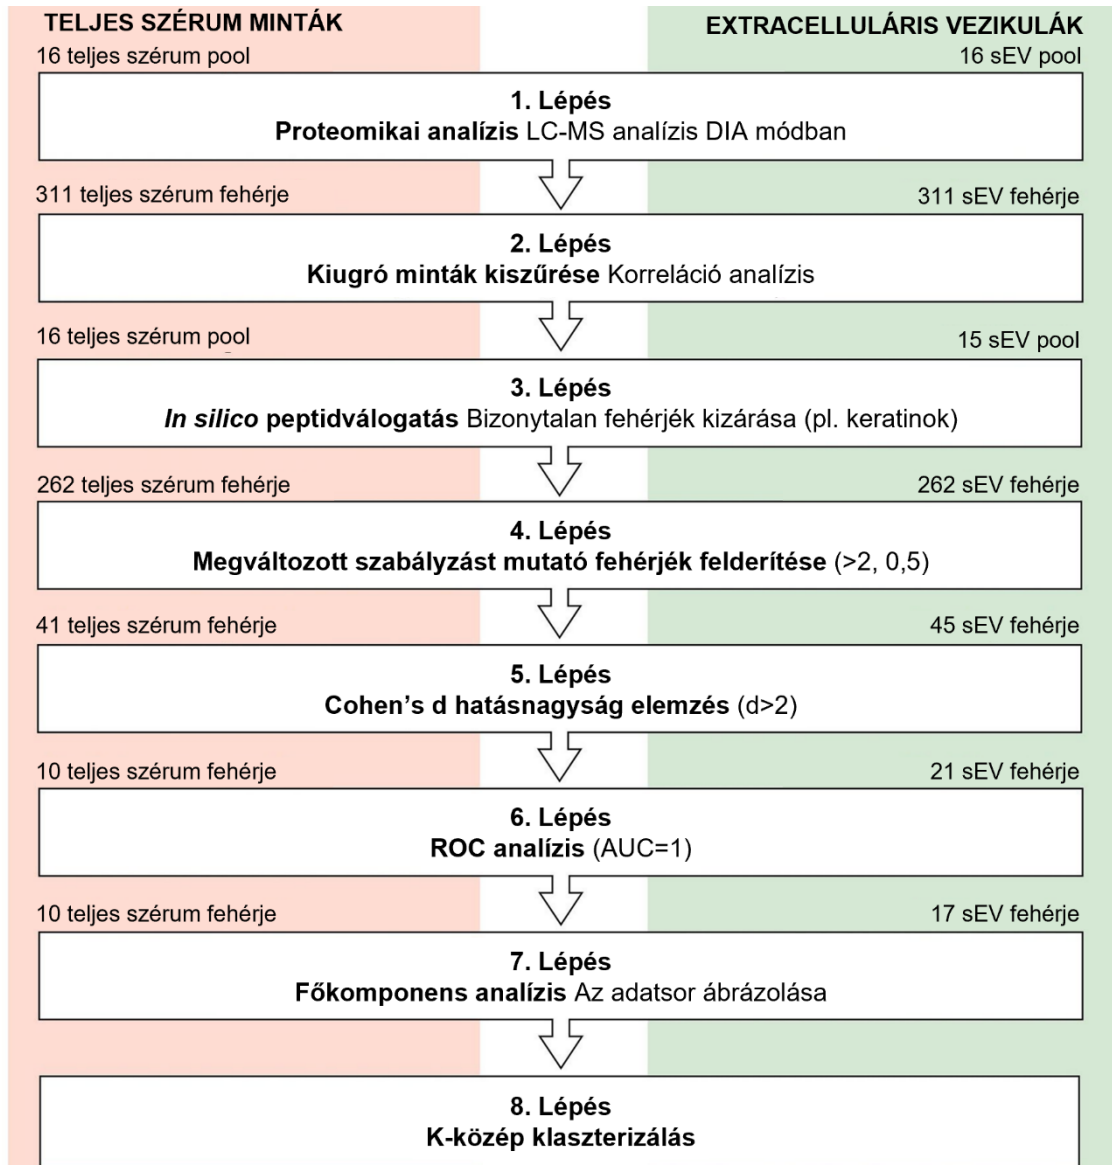 TELJES SZÉRUM MINTÁK
EXTRACELLULÁRIS VEZIKULÁK
16 teljes szérum pool
16 sEV pool
1. Lépés
Proteomikai analízis LC-MS analízis DIA módban
311 teljes szérum fehérje
311 sEV fehérje
2. Lépés
Kiugró minták kiszűrése Korreláció analízis
16 teljes szérum pool
15 sEV pool
3. Lépés
In silico peptidválogatás Bizonytalan fehérjék kizárása (pl. keratinok)
262 teljes szérum fehérje
262 sEV fehérje
4. Lépés
Megváltozott szabályzást mutató fehérjék felderítése (>2, 0,5)
41 teljes szérum fehérje
45 sEV fehérje
5. Lépés
Cohen's d hatásnagyság elemzés (d>2)
10 teljes szérum fehérje
21 sEV fehérje
6. Lépés
ROC analízis (AUC=1)
10 teljes szérum fehérje
17 sEV fehérje
7. Lépés
Főkomponens analízis Az adatsor ábrázolása
8. Lépés
K-közép klaszterizálás